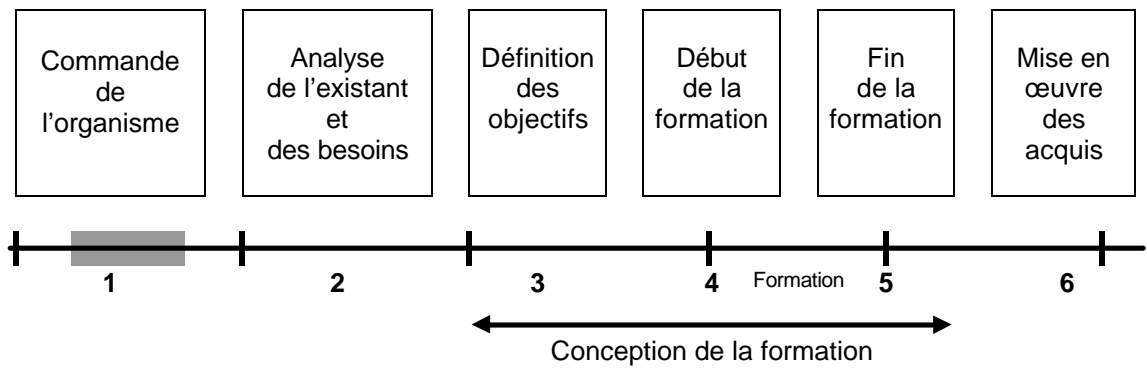 Commande
de
l'organisme
Analyse
de l'existant
et
des besoins
Définition
des
objectifs
Début
de la
formation
Fin
de la
formation
Mise en
œuvre
des
acquis
1 2 3 4 Formation 5 6
Conception de la formation